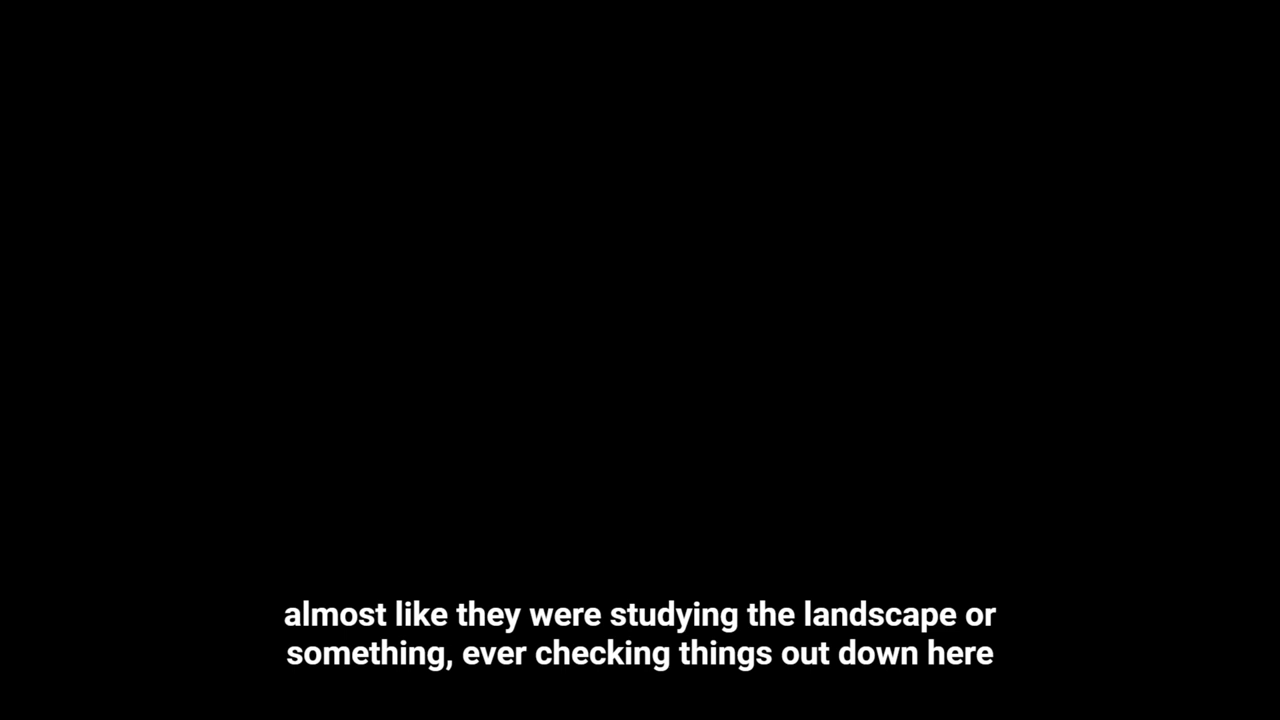 almost like they were studying the landscape or
something, ever checking things out down here